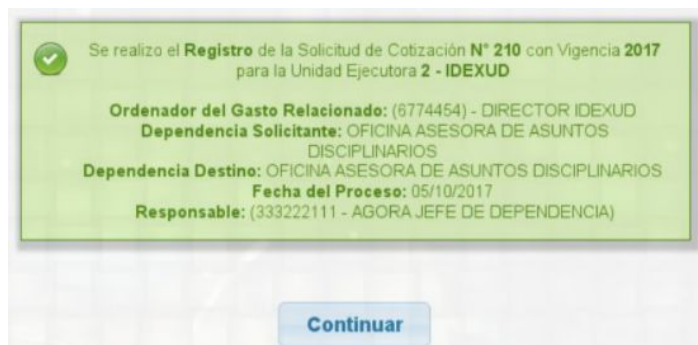 Se realizo el Registro de la Solicitud de Cotización N° 210 con Vigencia 2017
para la Unidad Ejecutora 2 - IDEXUD
Ordenador del Gasto Relacionado: (6774454) - DIRECTOR IDEXUD
Dependencia Solicitante: OFICINA ASESORA DE ASUNTOS
DISCIPLINARIOS
Dependencia Destino: OFICINA ASESORA DE ASUNTOS DISCIPLINARIOS
Fecha del Proceso: 05/10/2017
Responsable: (333222111 - AGORA JEFE DE DEPENDENCIA)
Continuar